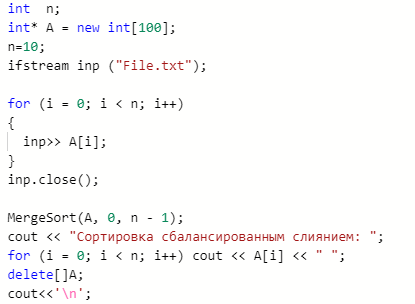 int  n;
int* A = new int[100];
n=10;
ifstream inp ("File.txt");
for (i = 0; i < n; i++)
{
  inp>> A[i];
}
inp.close();
MergeSort(A, 0, n - 1);
cout << "Сортировка сбалансированным слиянием: ";
for (i = 0; i < n; i++) cout << A[i] << " ";
delete[]A;
cout<<'\n';